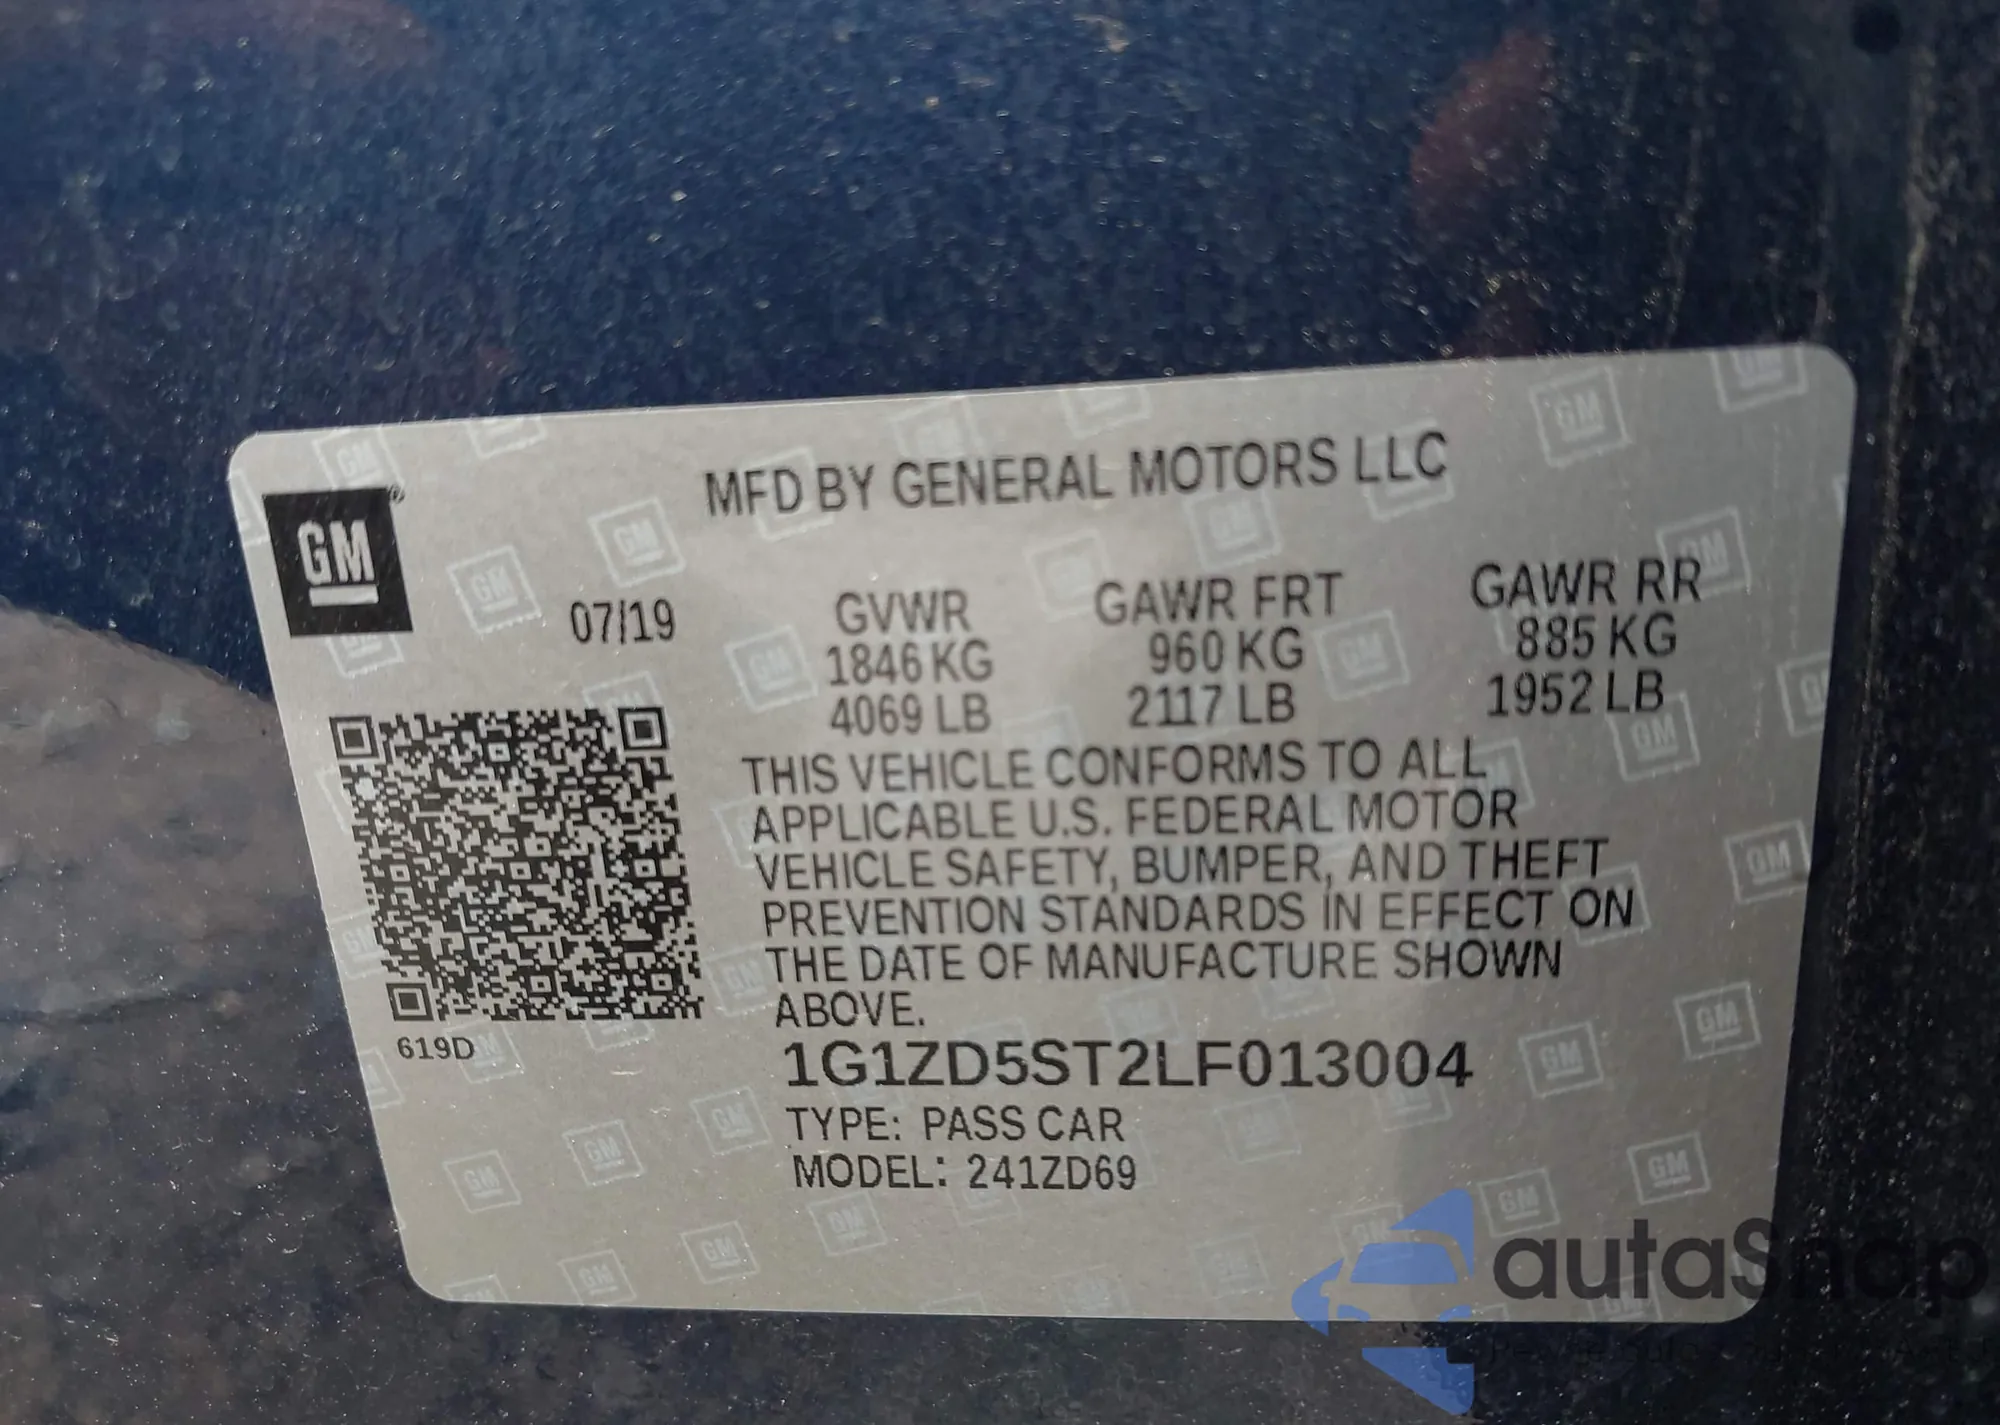 MFD BY GENERAL MOTORS LLC
GM
07/19
GVWR GAWR FRT GAWR RR
1846 KG 960 KG 885 KG
4069 LB 2117 LB 1952 LB
THIS VEHICLE CONFORMS TO ALL
APPLICABLE U.S. FEDERAL MOTOR
VEHICLE SAFETY, BUMPER, AND THEFT
PREVENTION STANDARDS IN EFFECT ON
THE DATE OF MANUFACTURE SHOWN
ABOVE.
619D
1G1ZD5ST2LF013004
TYPE: PASS CAR
MODEL: 241ZD69
autaSnap